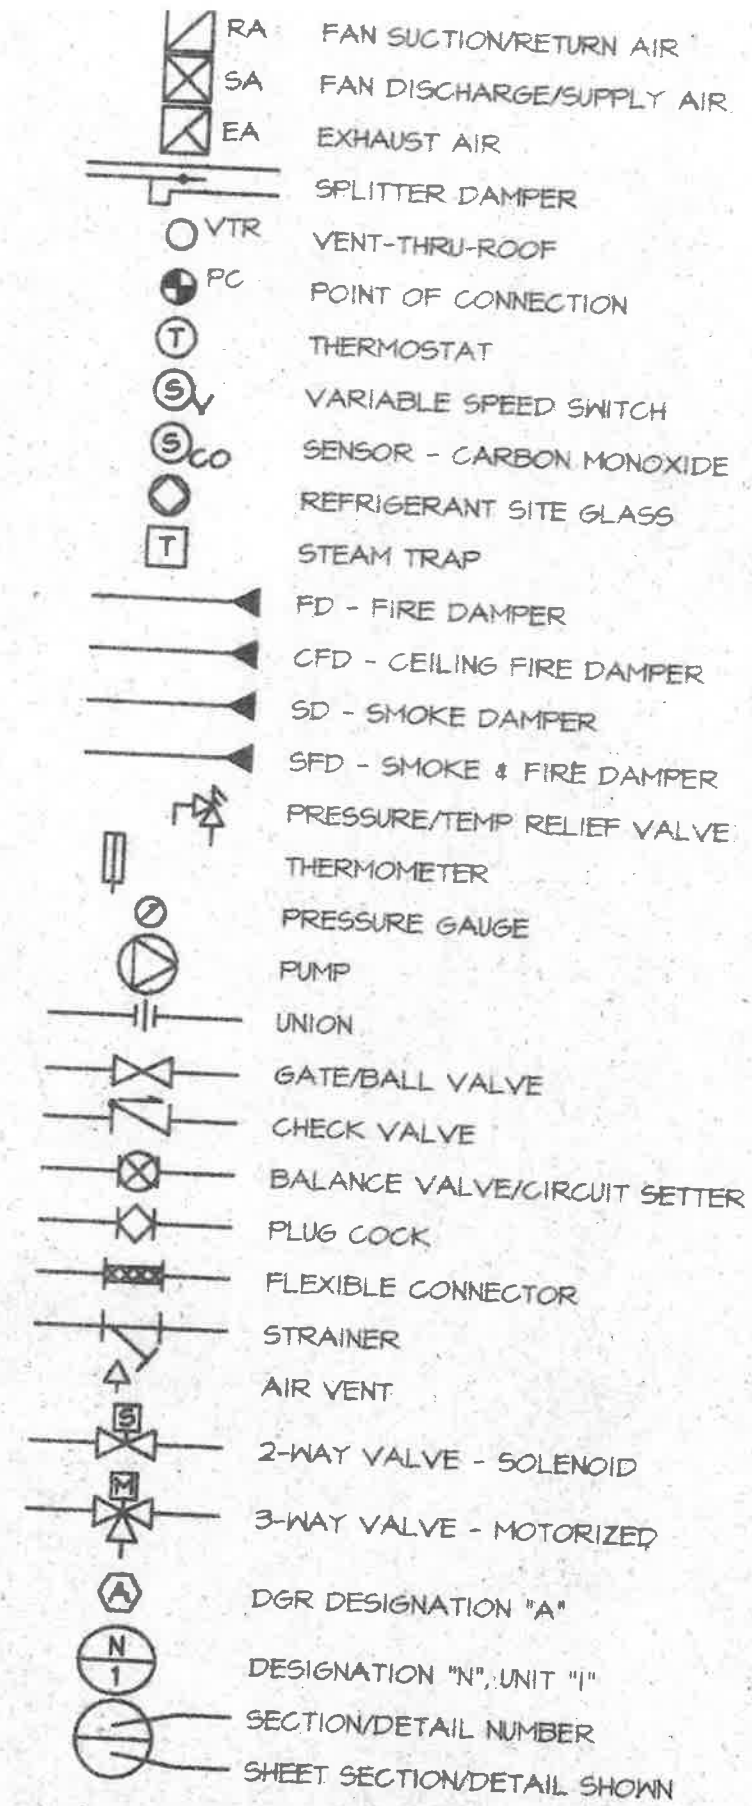 RA FAN SUCTION/RETURN AIR
SA FAN DISCHARGE/SUPPLY AIR
EA EXHAUST AIR
SPLITTER DAMPER
VTR VENT-THRU-ROOF
PC POINT OF CONNECTION
T THERMOSTAT
S V VARIABLE SPEED SWITCH
S CO SENSOR - CARBON MONOXIDE
REFRIGERANT SITE GLASS
T STEAM TRAP
FD - FIRE DAMPER
CFD - CEILING FIRE DAMPER
SD - SMOKE DAMPER
SFD - SMOKE & FIRE DAMPER
PRESSURE/TEMP RELIEF VALVE
THERMOMETER
PRESSURE GAUGE
PUMP
UNION
GATE/BALL VALVE
CHECK VALVE
BALANCE VALVE/CIRCUIT SETTER
PLUG COCK
FLEXIBLE CONNECTOR
STRAINER
AIR VENT
S 2-WAY VALVE - SOLENOID
M 3-WAY VALVE - MOTORIZED
A DGR DESIGNATION "A"
N
1 DESIGNATION "N", UNIT "1"
SECTION/DETAIL NUMBER
SHEET SECTION/DETAIL SHOWN